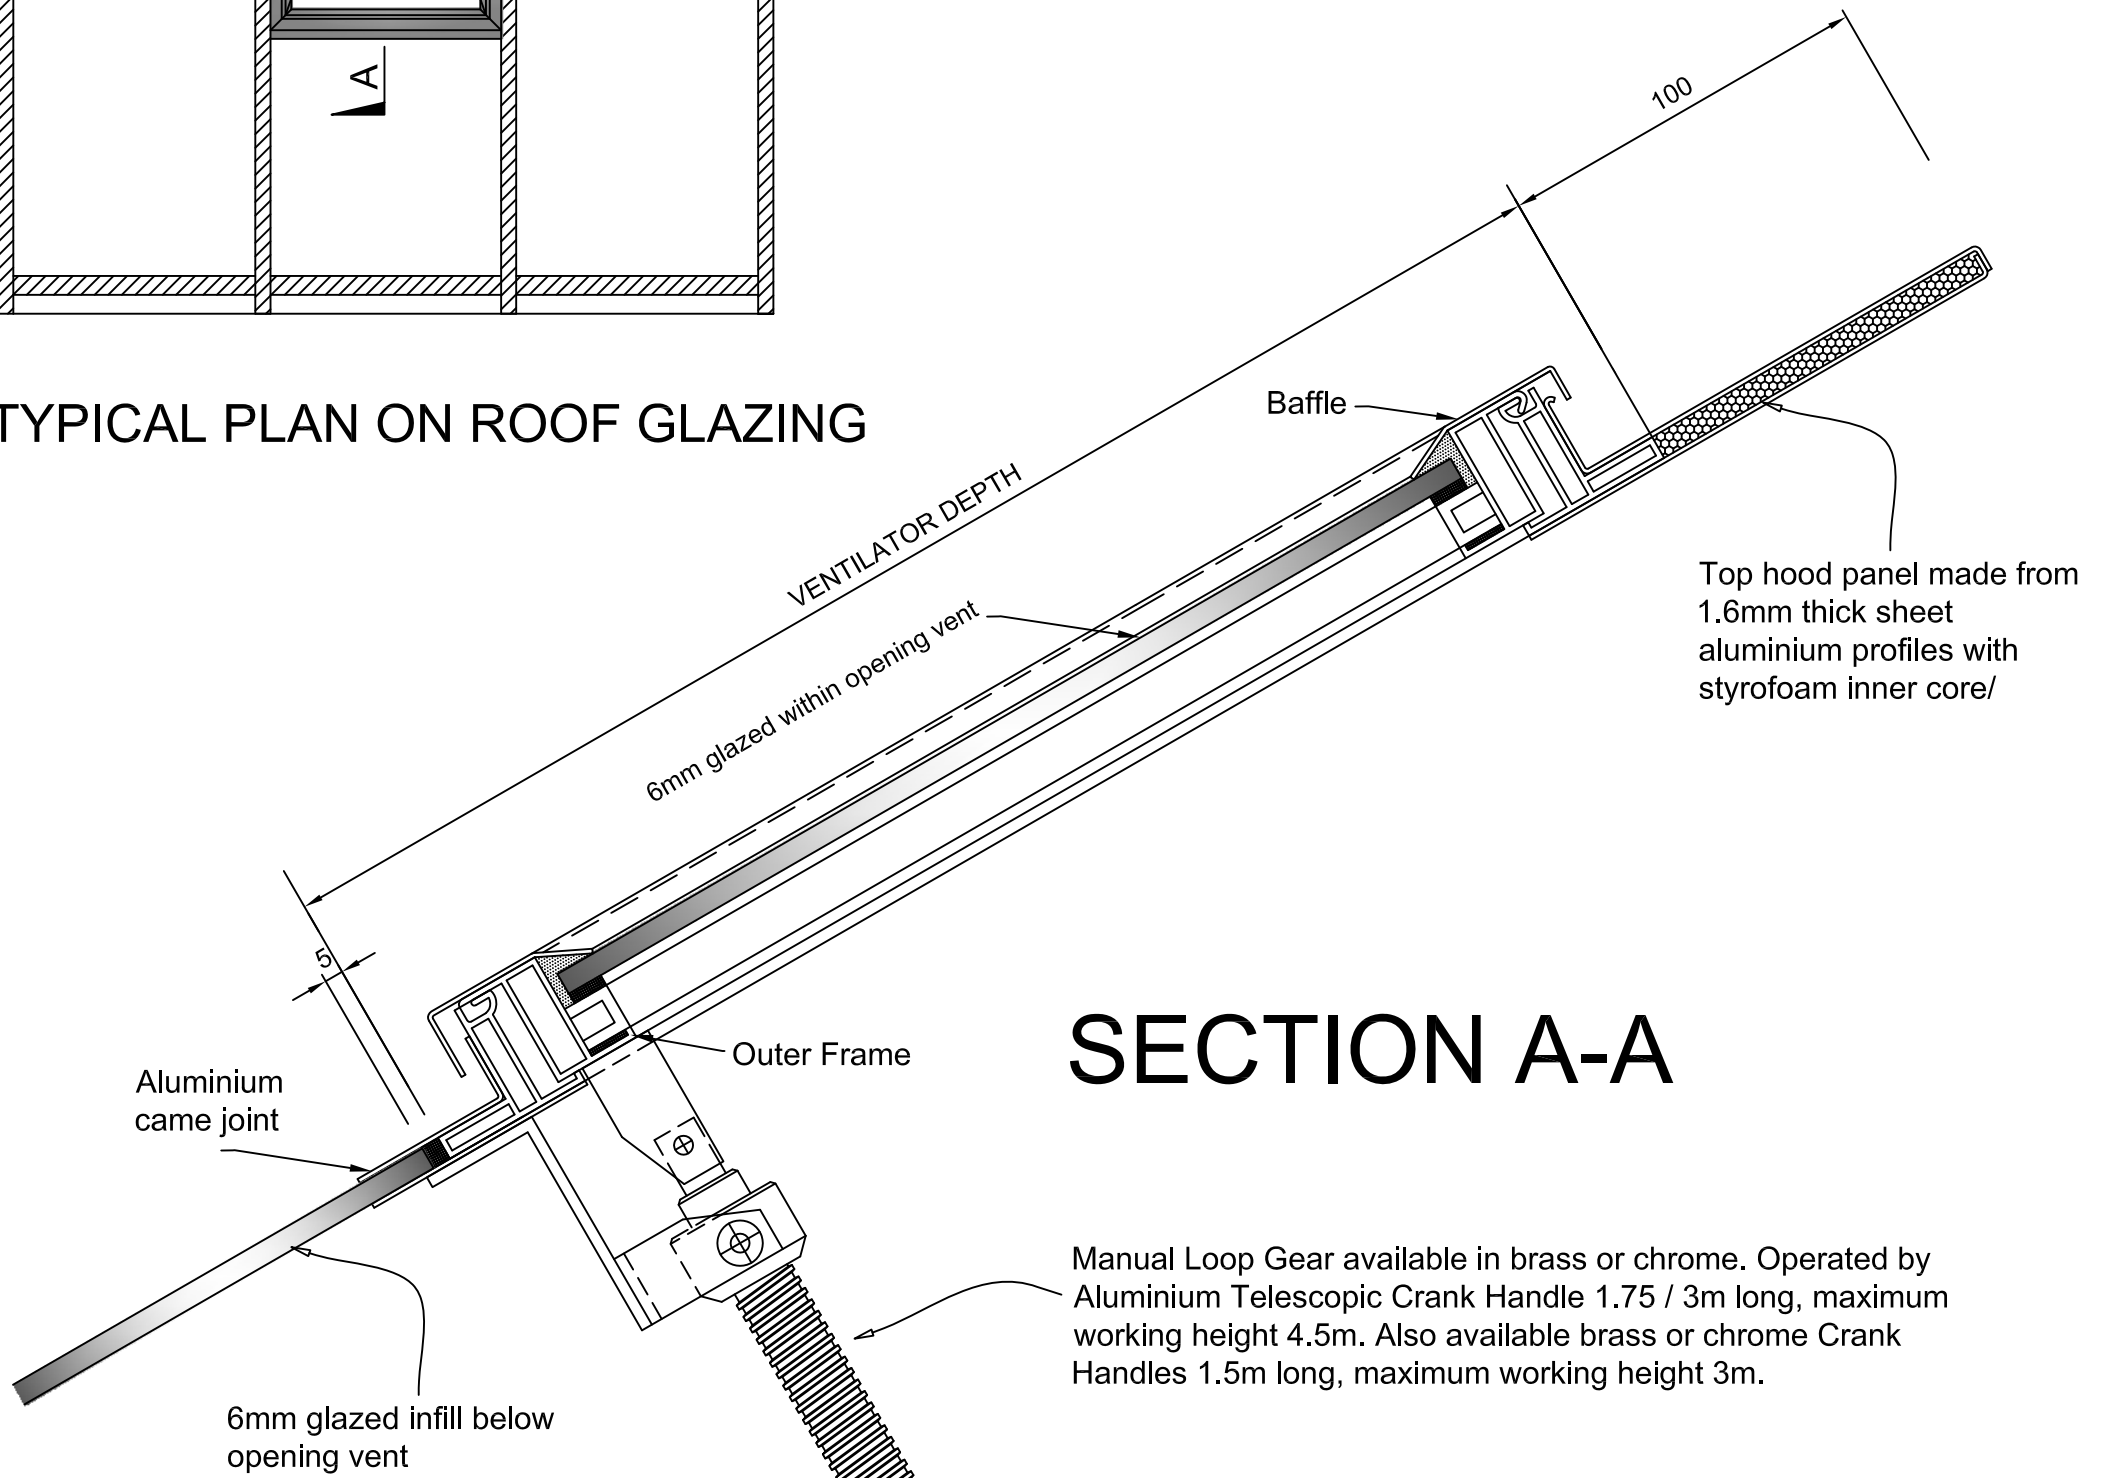 A
100
TYPICAL PLAN ON ROOF GLAZING
Baffle
VENTILATOR DEPTH
6mm glazed within opening vent
Top hood panel made from
1.6mm thick sheet
aluminium profiles with
styrofoam inner core/
5
Outer Frame
SECTION A-A
Aluminium
came joint
Manual Loop Gear available in brass or chrome. Operated by
Aluminium Telescopic Crank Handle 1.75 / 3m long, maximum
working height 4.5m. Also available brass or chrome Crank
Handles 1.5m long, maximum working height 3m.
6mm glazed infill below
opening vent